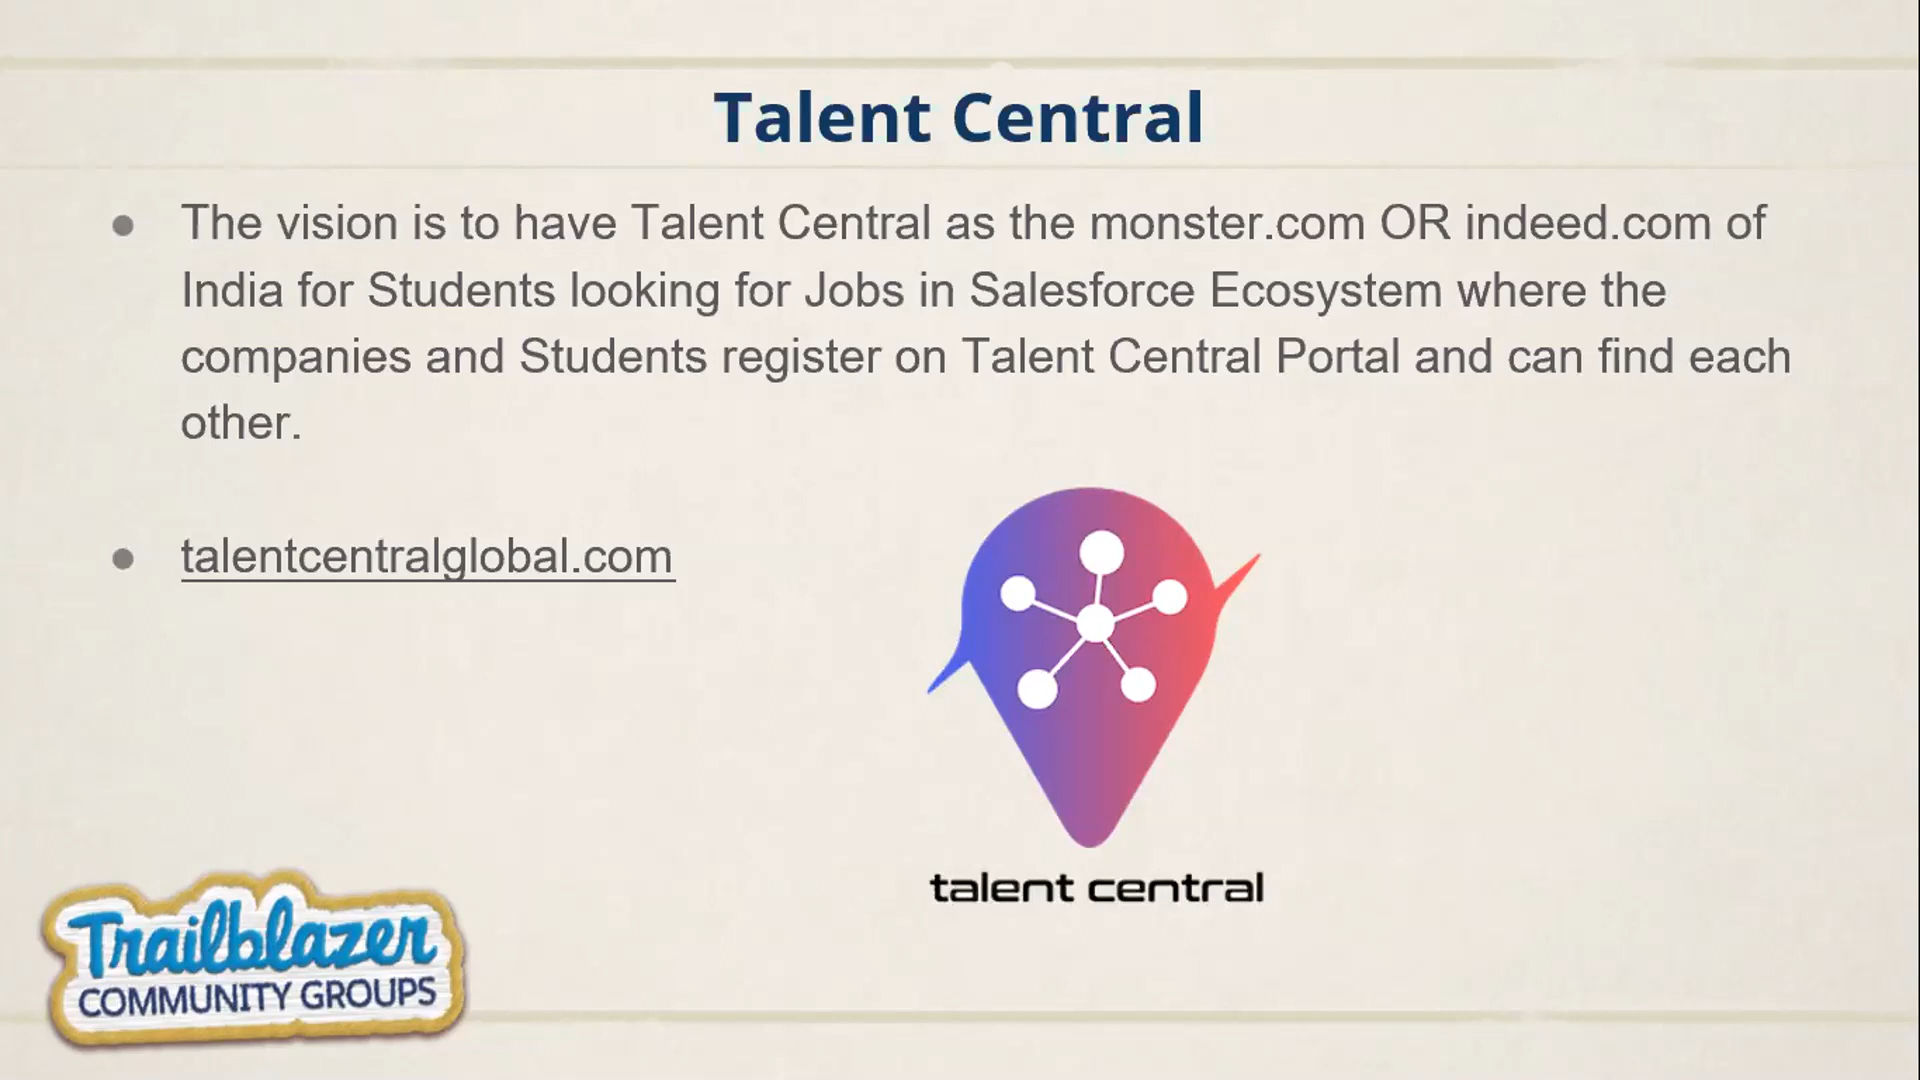 Talent Central
● The vision is to have Talent Central as the monster.com OR indeed.com of
India for Students looking for Jobs in Salesforce Ecosystem where the
companies and Students register on Talent Central Portal and can find each
other.
● talentcentralglobal.com
talent central
Trailblazer
COMMUNITY GROUPS